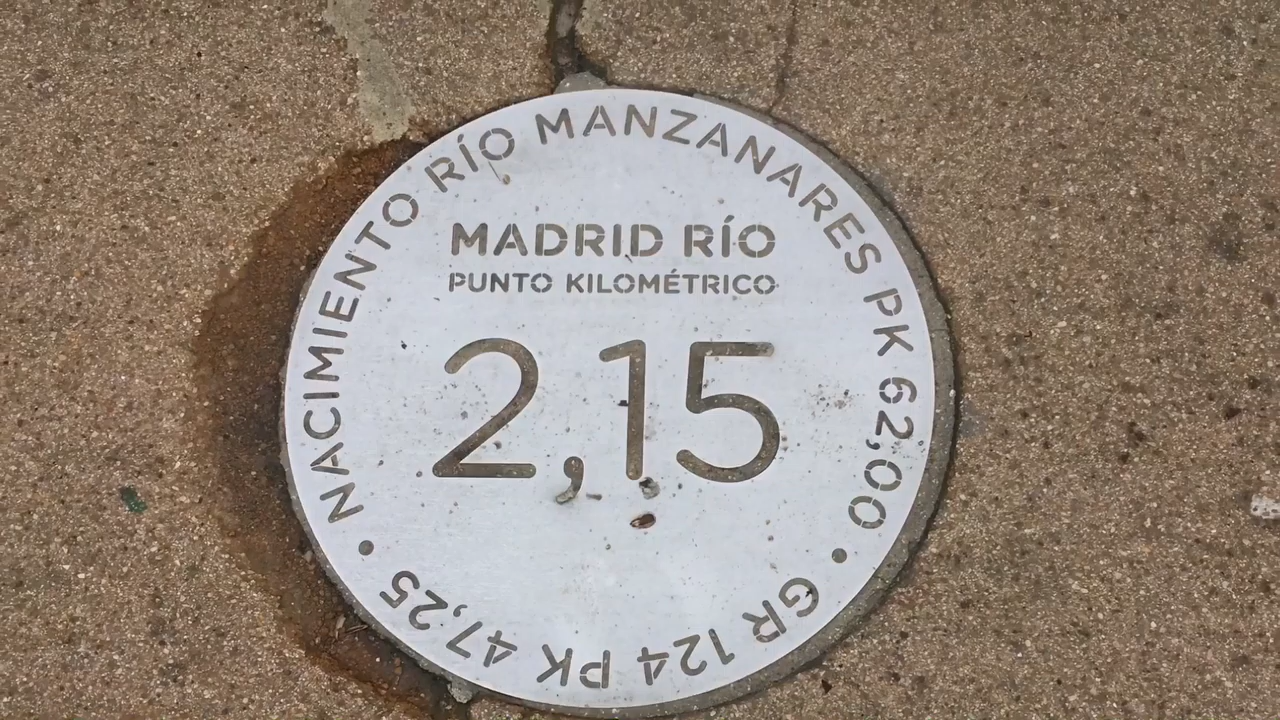 NACIMIENTO RÍO MANZANARES PK 62,00 • GR 124 PK 47,25 •
MADRID RÍO
PUNTO KILOMÉTRICO
2,15